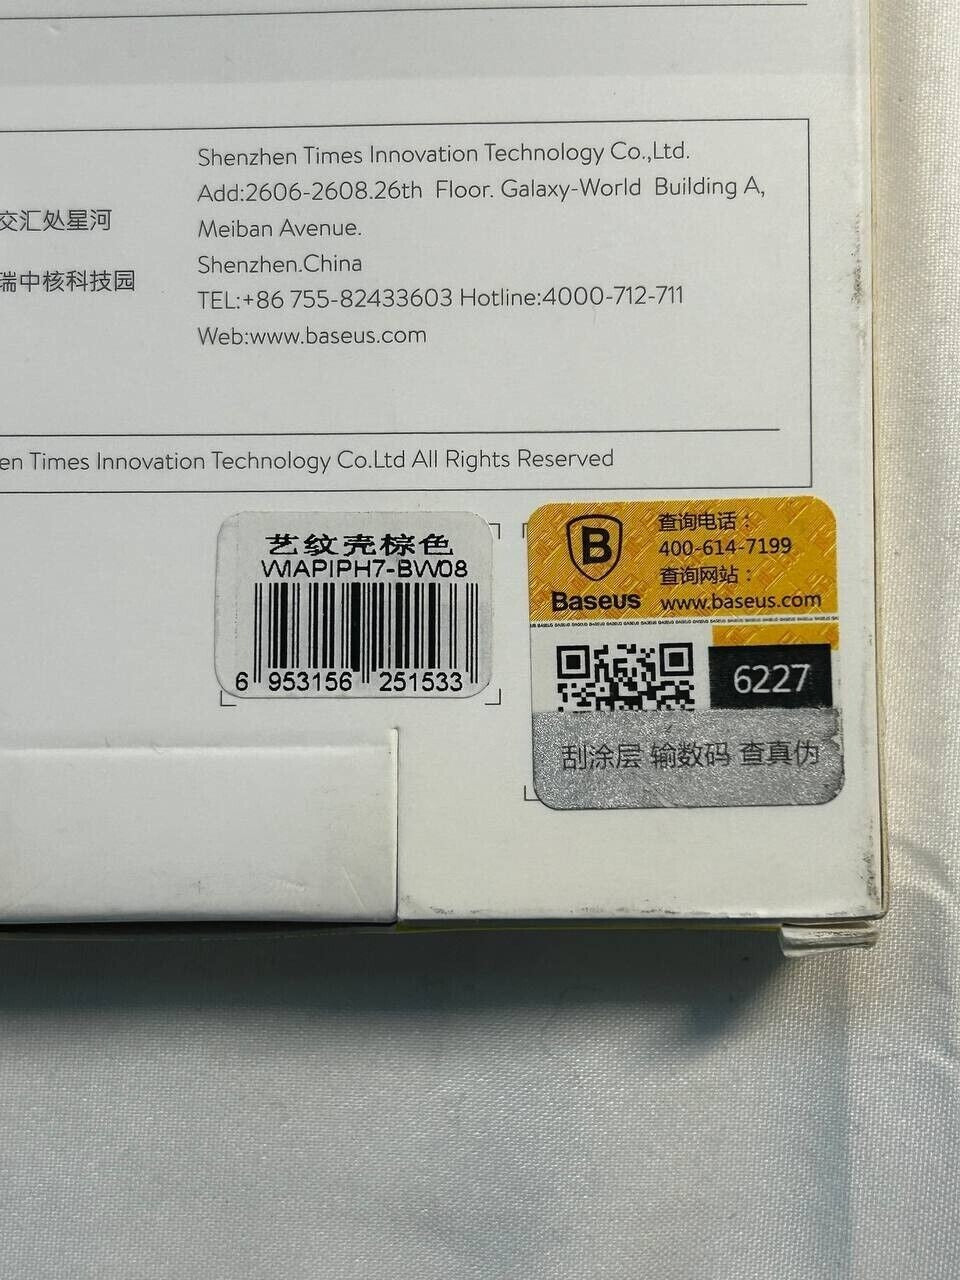 交汇处星河
瑞中核科技园
Shenzhen Times Innovation Technology Co.,Ltd.
Add:2606-2608.26th Floor. Galaxy-World Building A,
Meiban Avenue.
Shenzhen.China
TEL:+86 755-82433603 Hotline:4000-712-711
Web:www.baseus.com
en Times Innovation Technology Co.Ltd All Rights Reserved
艺纹壳棕色
WIAPIPH7-BW08
6 953156 251533
B
Baseus
查询电话：
400-614-7199
查询网站：
www.baseus.com
6227
刮涂层 输数码 查真伪